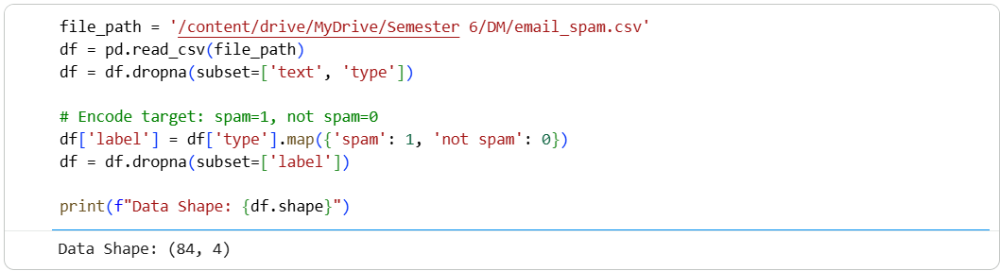 file_path = '/content/drive/MyDrive/Semester 6/DM/email_spam.csv'
df = pd.read_csv(file_path)
df = df.dropna(subset=['text', 'type'])
# Encode target: spam=1, not spam=0
df['label'] = df['type'].map({'spam': 1, 'not spam': 0})
df = df.dropna(subset=['label'])
print(f"Data Shape: {df.shape}")
Data Shape: (84, 4)